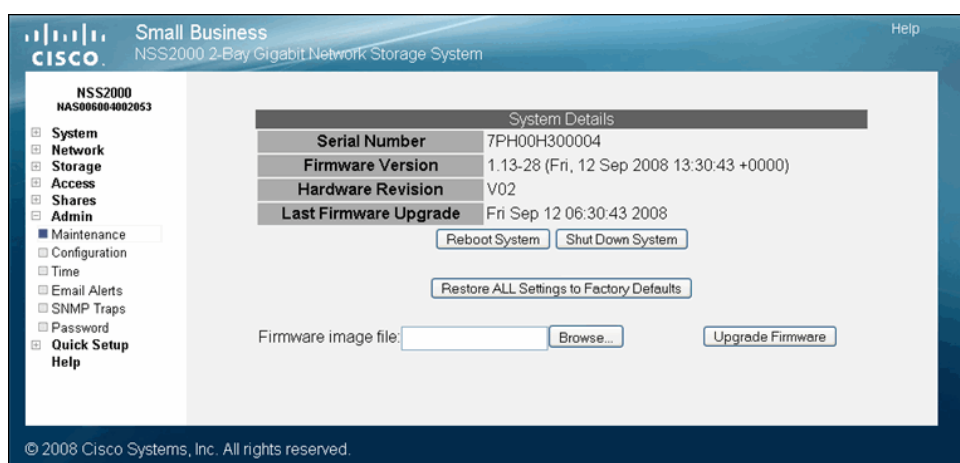 Small Business
Help
CISCO
NSS2000 2-Bay Gigabit Network Storage System
NSS2000
NAS006004002053
System
Network
Storage
Access
Shares
Admin
Maintenance
Configuration
Time
Email Alerts
SNMP Traps
Password
Quick Setup
Help
System Details
Serial Number 7PH00H300004
Firmware Version 1.13-28 (Fri, 12 Sep 2008 13:30:43 +0000)
Hardware Revision V02
Last Firmware Upgrade Fri Sep 12 06:30:43 2008
Reboot System Shut Down System
Restore ALL Settings to Factory Defaults
Firmware image file: Browse... Upgrade Firmware
© 2008 Cisco Systems, Inc. All rights reserved.